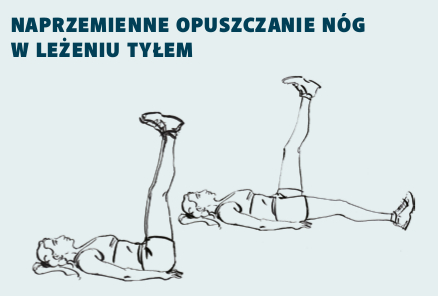 NAPRZEMIENNE OPUSZCZANIE NÓG
W LEŻENIU TYŁEM